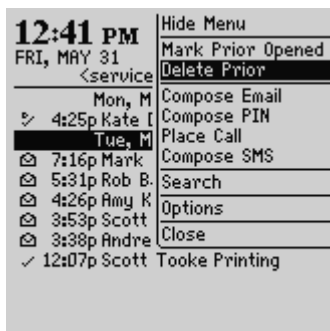 12:41 PM
FRI, MAY 31
<service
Mon, M
4:25p Kate
Tue, M
7:16p Mark
5:31p Rob B.
4:26p Amy K
3:53p Scott
3:38p Andre
12:07p Scott Tooke Printing
Hide Menu
Mark Prior Opened
Delete Prior
Compose Email
Compose PIN
Place Call
Compose SMS
Search
Options
Close